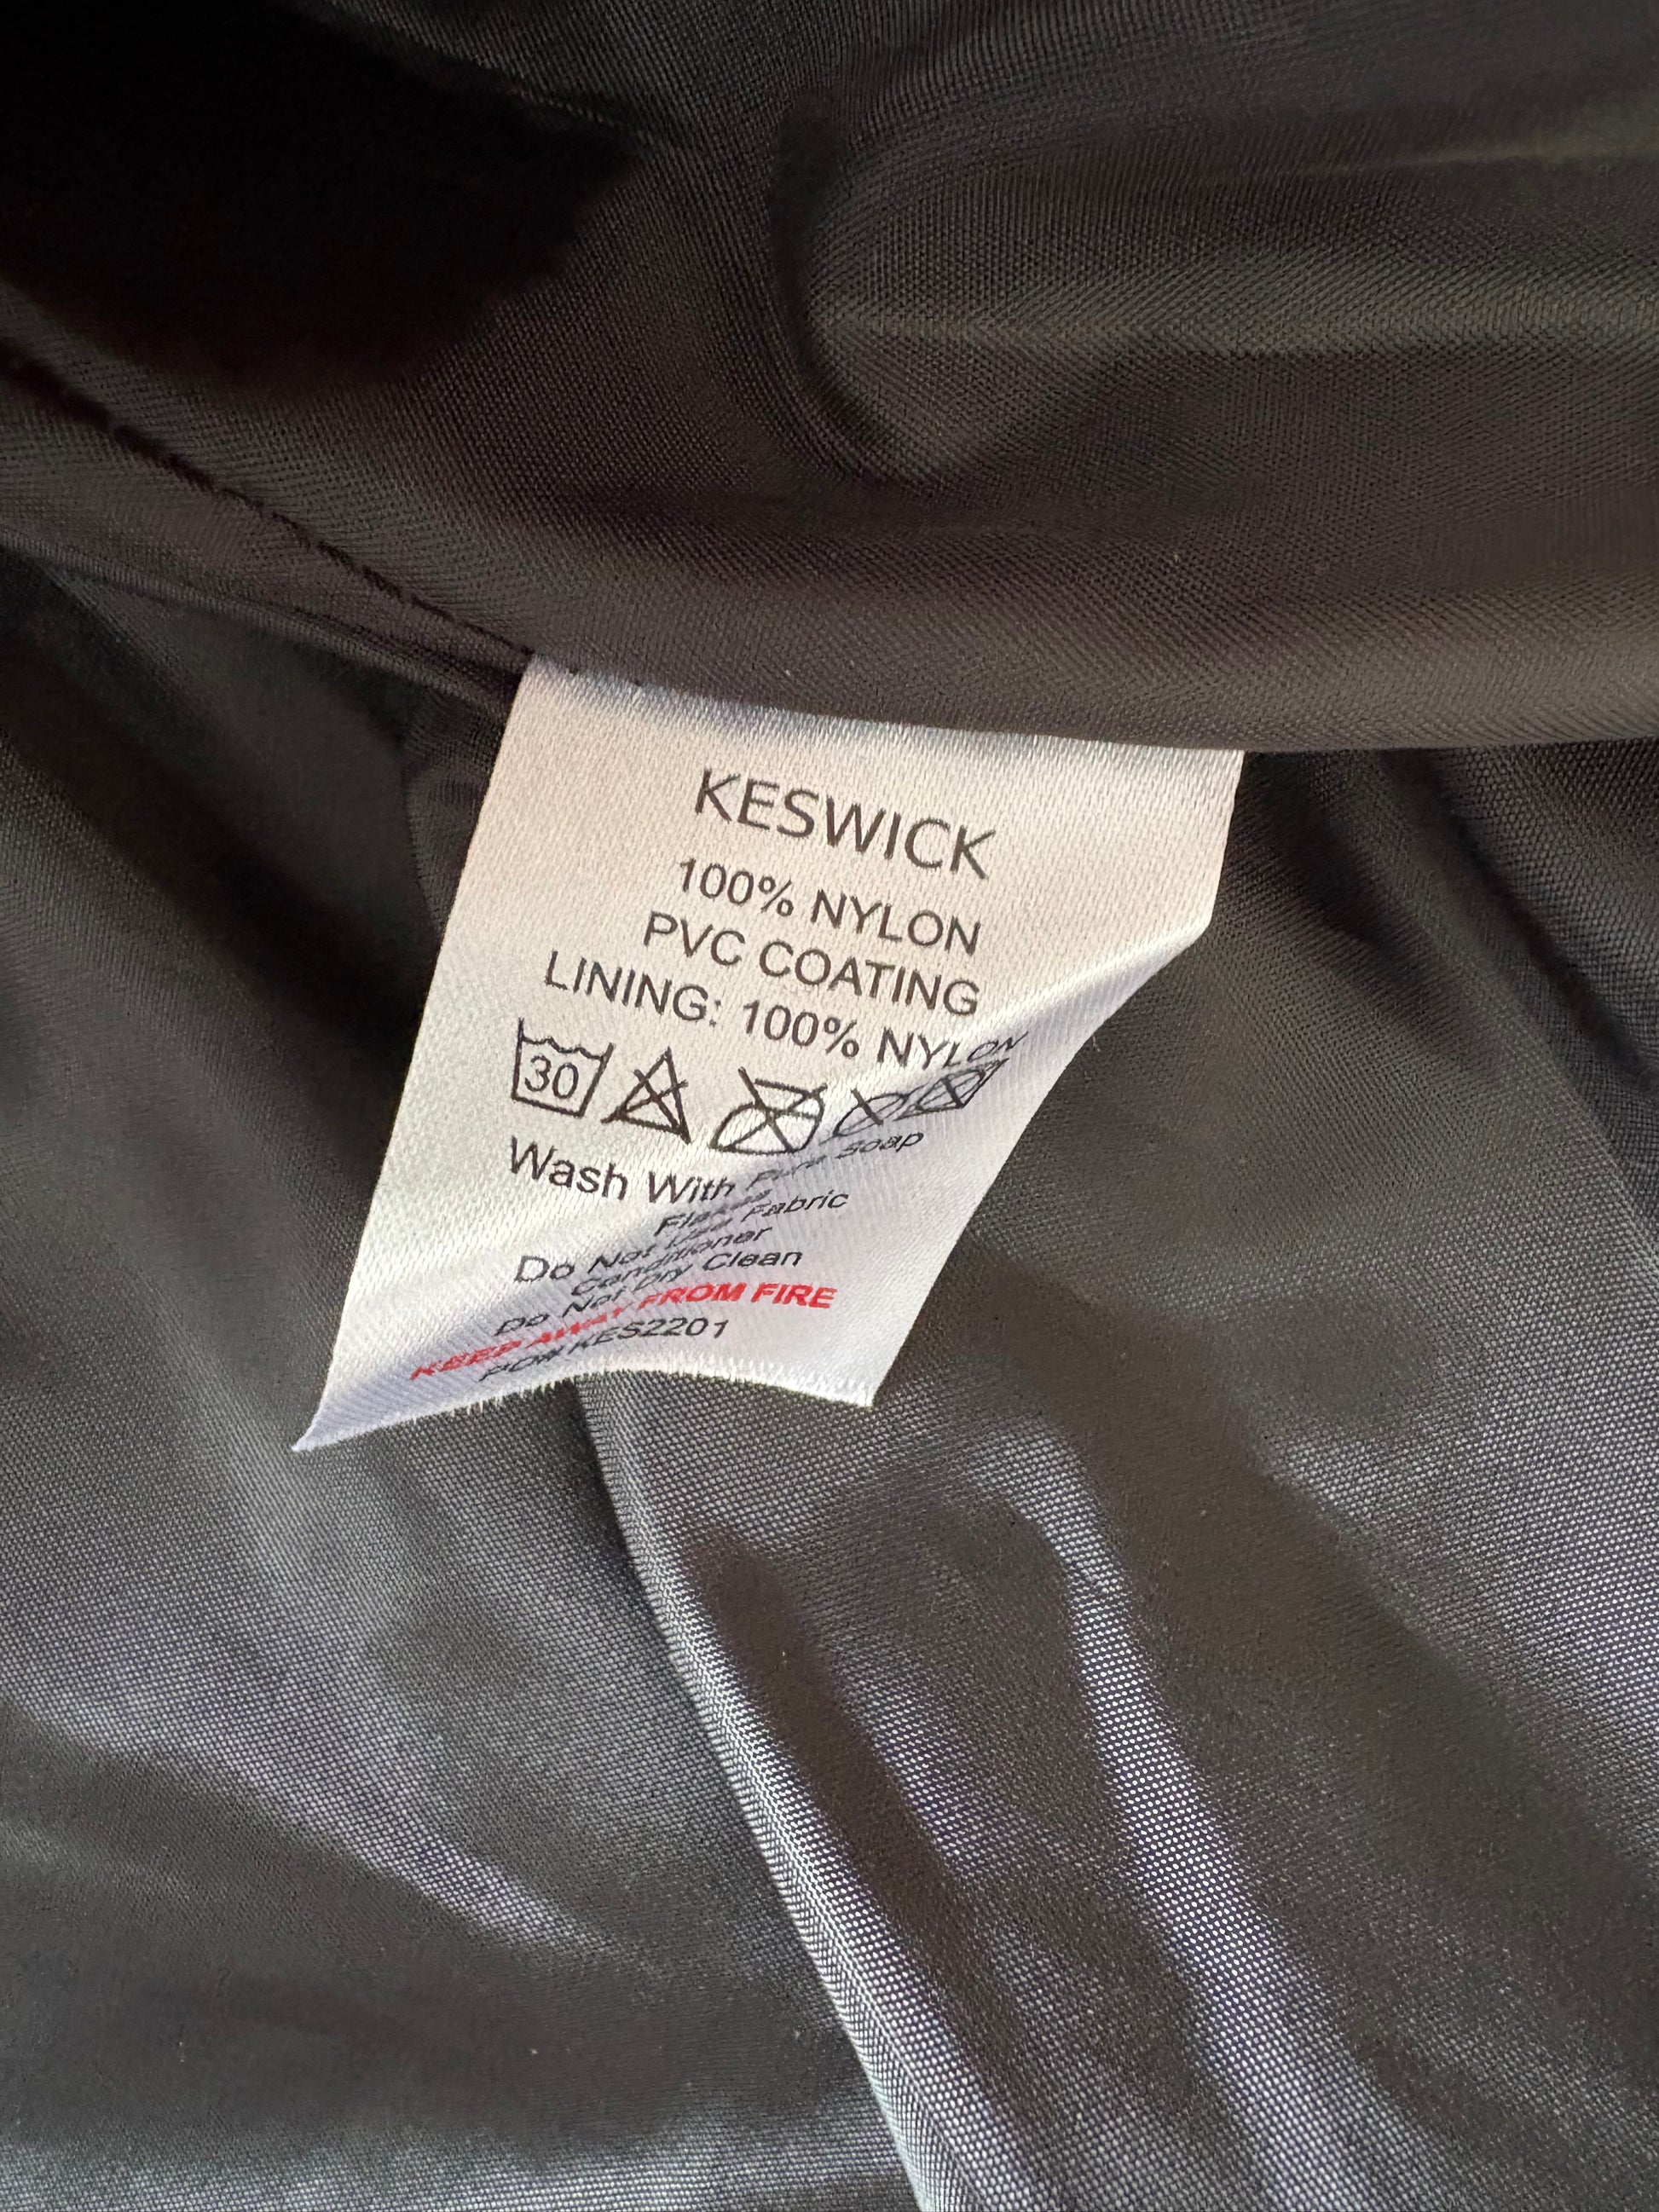 KESWICK
100% NYLON
PVC COATING
LINING: 100% NYLON
30
Wash With Pure Soap
Flakes
Do Not Use Fabric
Conditioner
Do Not Dry Clean
KEEP AWAY FROM FIRE
PO# KES2201